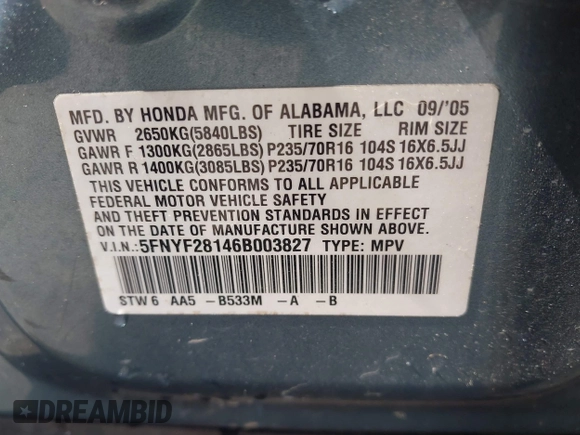 MFD. BY HONDA MFG. OF ALABAMA, LLC 09/'05
GVWR 2650KG(5840LBS) TIRE SIZE RIM SIZE
GAWR F 1300KG(2865LBS) P235/70R16 104S 16X6.5JJ
GAWR R 1400KG(3085LBS) P235/70R16 104S 16X6.5JJ
THIS VEHICLE CONFORMS TO ALL APPLICABLE
FEDERAL MOTOR VEHICLE SAFETY
AND THEFT PREVENTION STANDARDS IN EFFECT
ON THE DATE OF MANUFACTURE SHOWN ABOVE.
V.I.N.:5FNYF28146B003827 TYPE: MPV
STW6 AA5 -B533M -A -B
DREAMBID